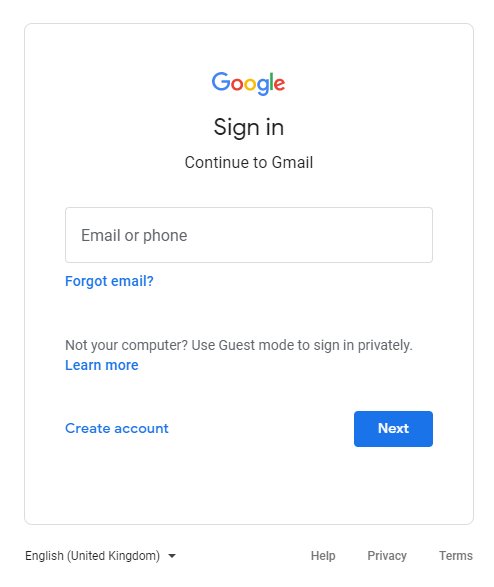 Google
Sign in
Continue to Gmail
Email or phone
Forgot email?
Not your computer? Use Guest mode to sign in privately.
Learn more
Create account
Next
English (United Kingdom)
Help
Privacy
Terms